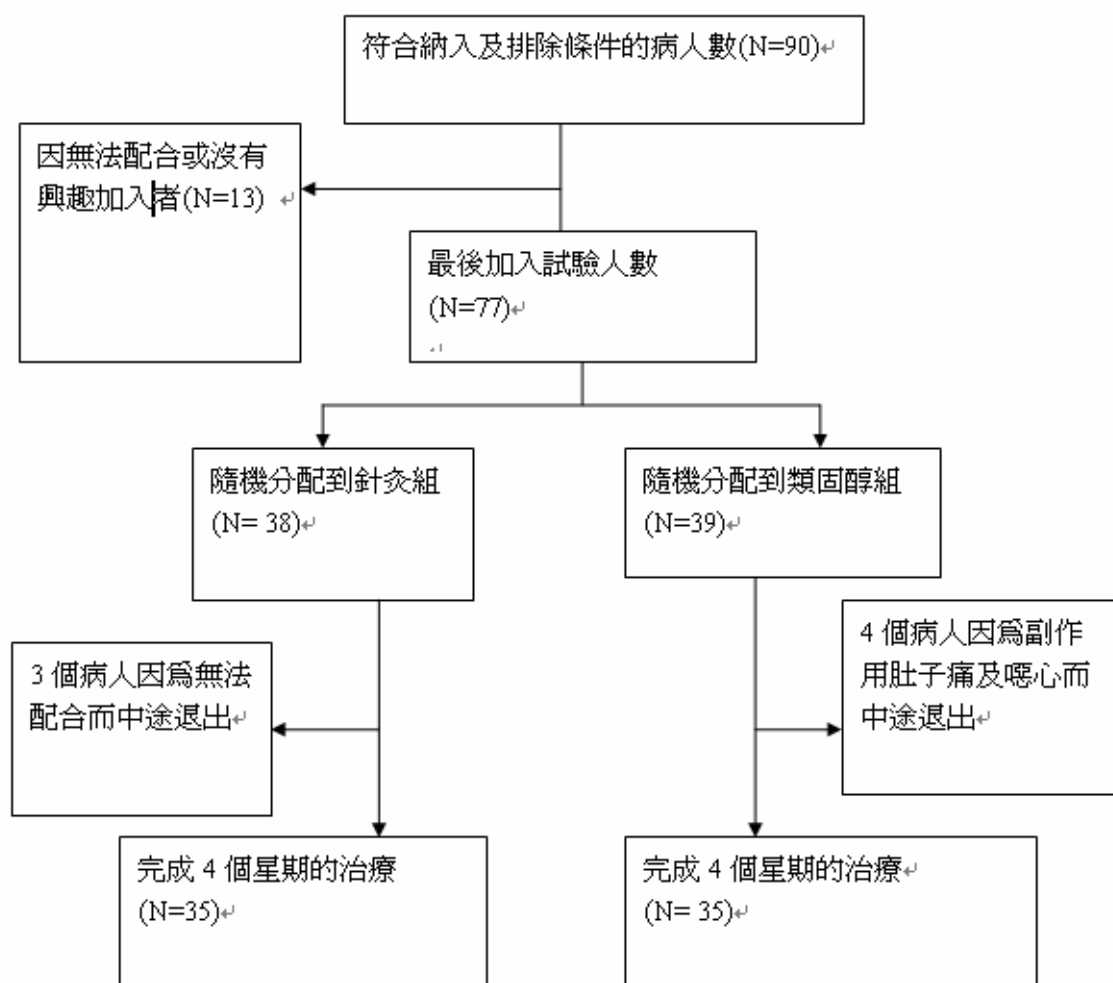 符合納入及排除條件的病人數(N=90)↵
因無法配合或沒有
興趣加入者(N=13) ↵
最後加入試驗人數
(N=77)↵
↵
隨機分配到針灸組
(N= 38)↵
隨機分配到類固醇組
(N=39)↵
3 個病人因爲無法
配合而中途退出↵
4 個病人因爲副作
用肚子痛及噁心而
中途退出↵
完成 4 個星期的治療
(N=35)↵
完成 4 個星期的治療↵
(N= 35)↵